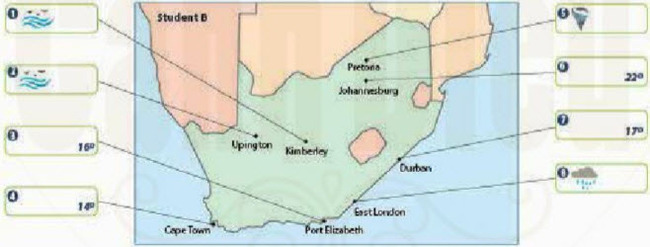 Student B
1
2
3
16º
4
14º
5
6
22º
7
17º
8
Pretoria
Johannesburg
Upington
Kimberley
Durban
East London
Port Elizabeth
Cape Town